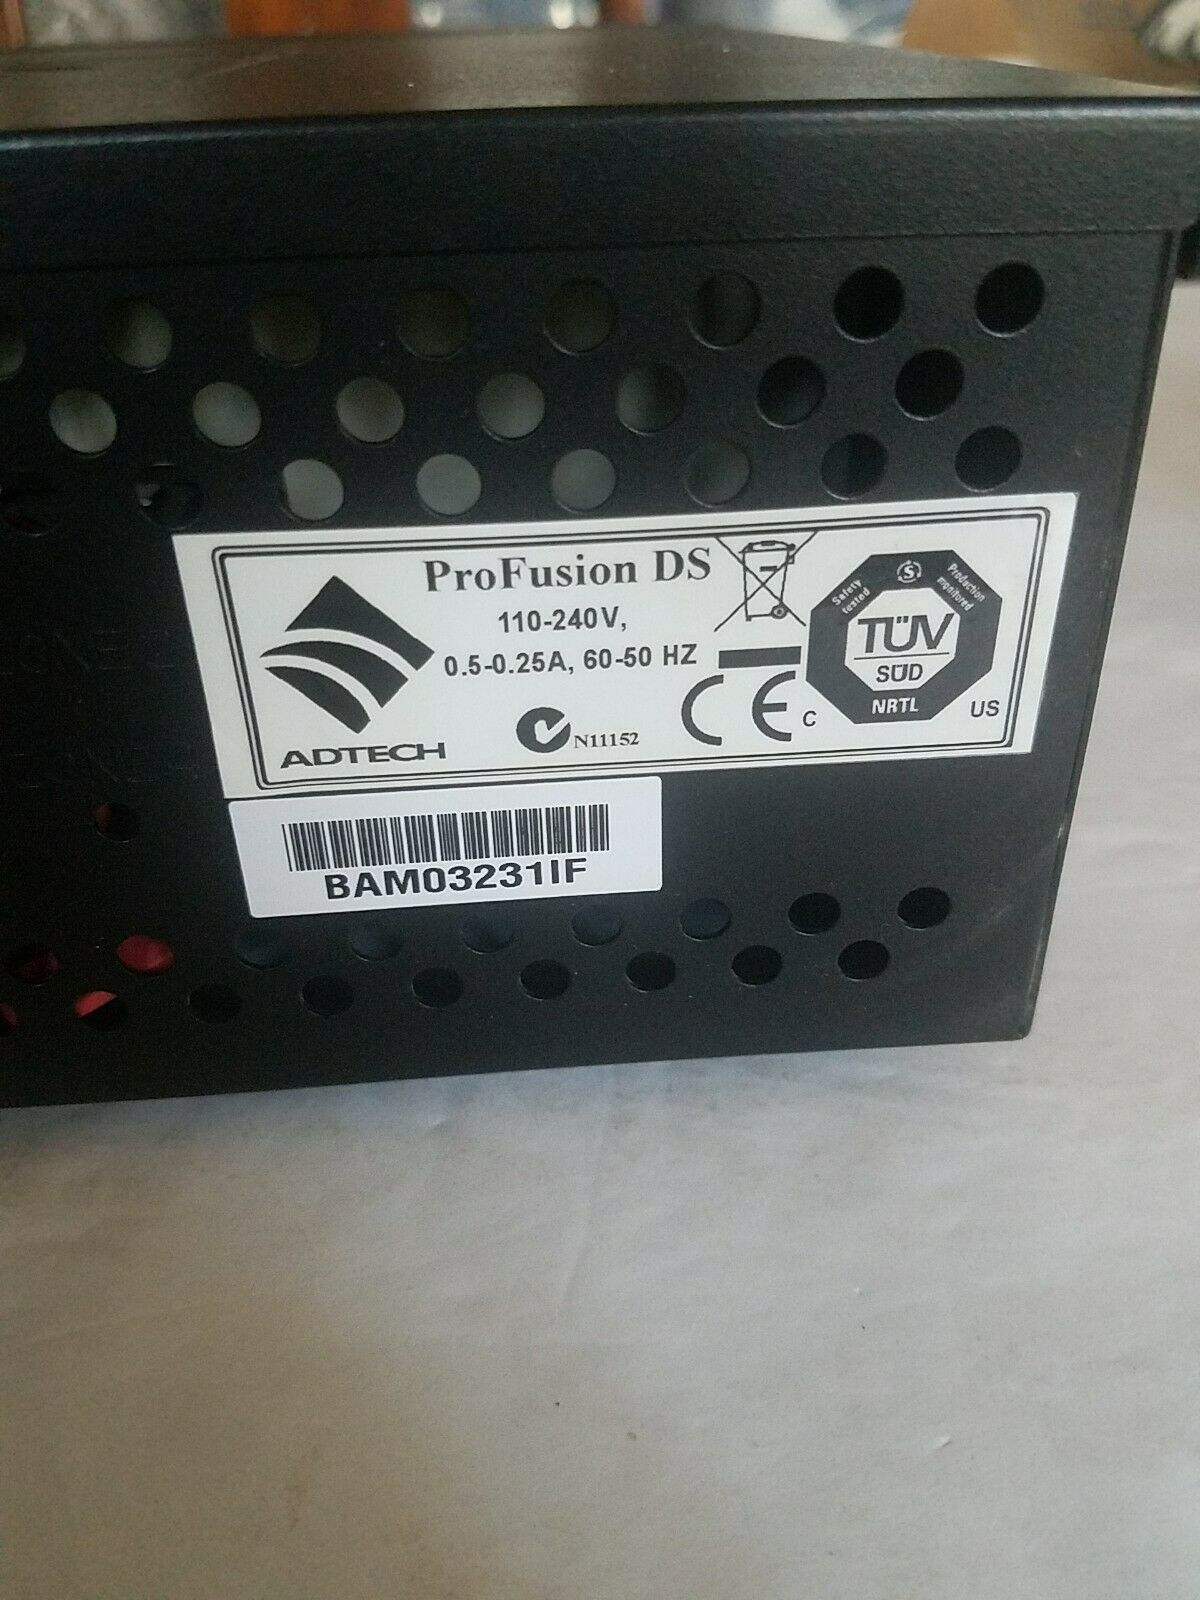 ProFusion DS
110-240V,
0.5-0.25A, 60-50 HZ
ADTECH
N11152
CE
Safety tested
S
Production monitored
TÜV
SÜD
NRTL
C
US
BAM03231IF